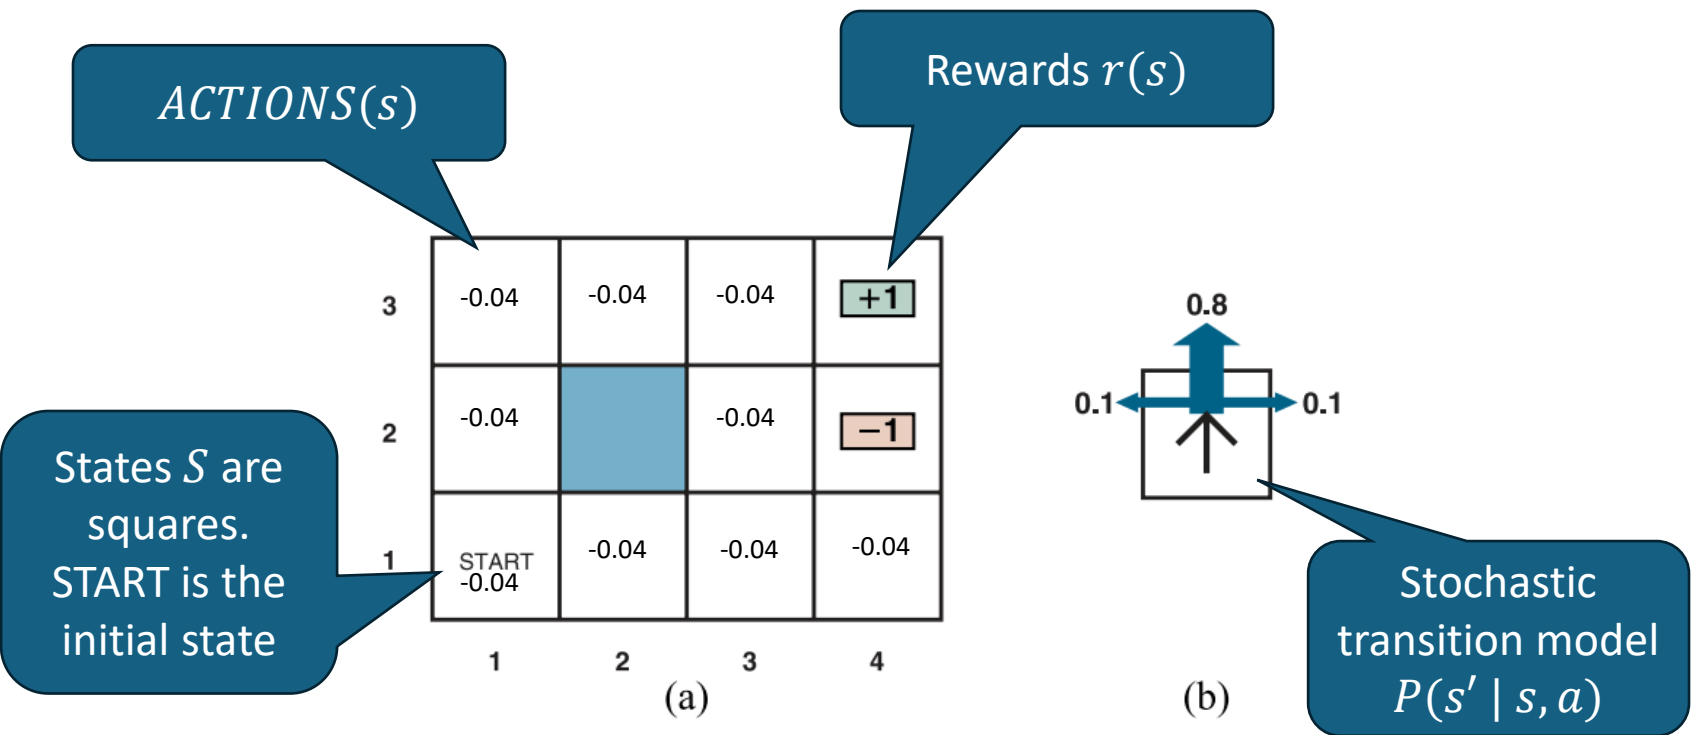 ACTIONS(s)
Rewards r(s)
3
-0.04
-0.04
-0.04
+1
2
-0.04
-0.04
−1
1
START
-0.04
-0.04
-0.04
-0.04
1
2
3
4
(a)
States S are
squares.
START is the
initial state
0.8
0.1
0.1
(b)
Stochastic
transition model
P(s′ | s, a)